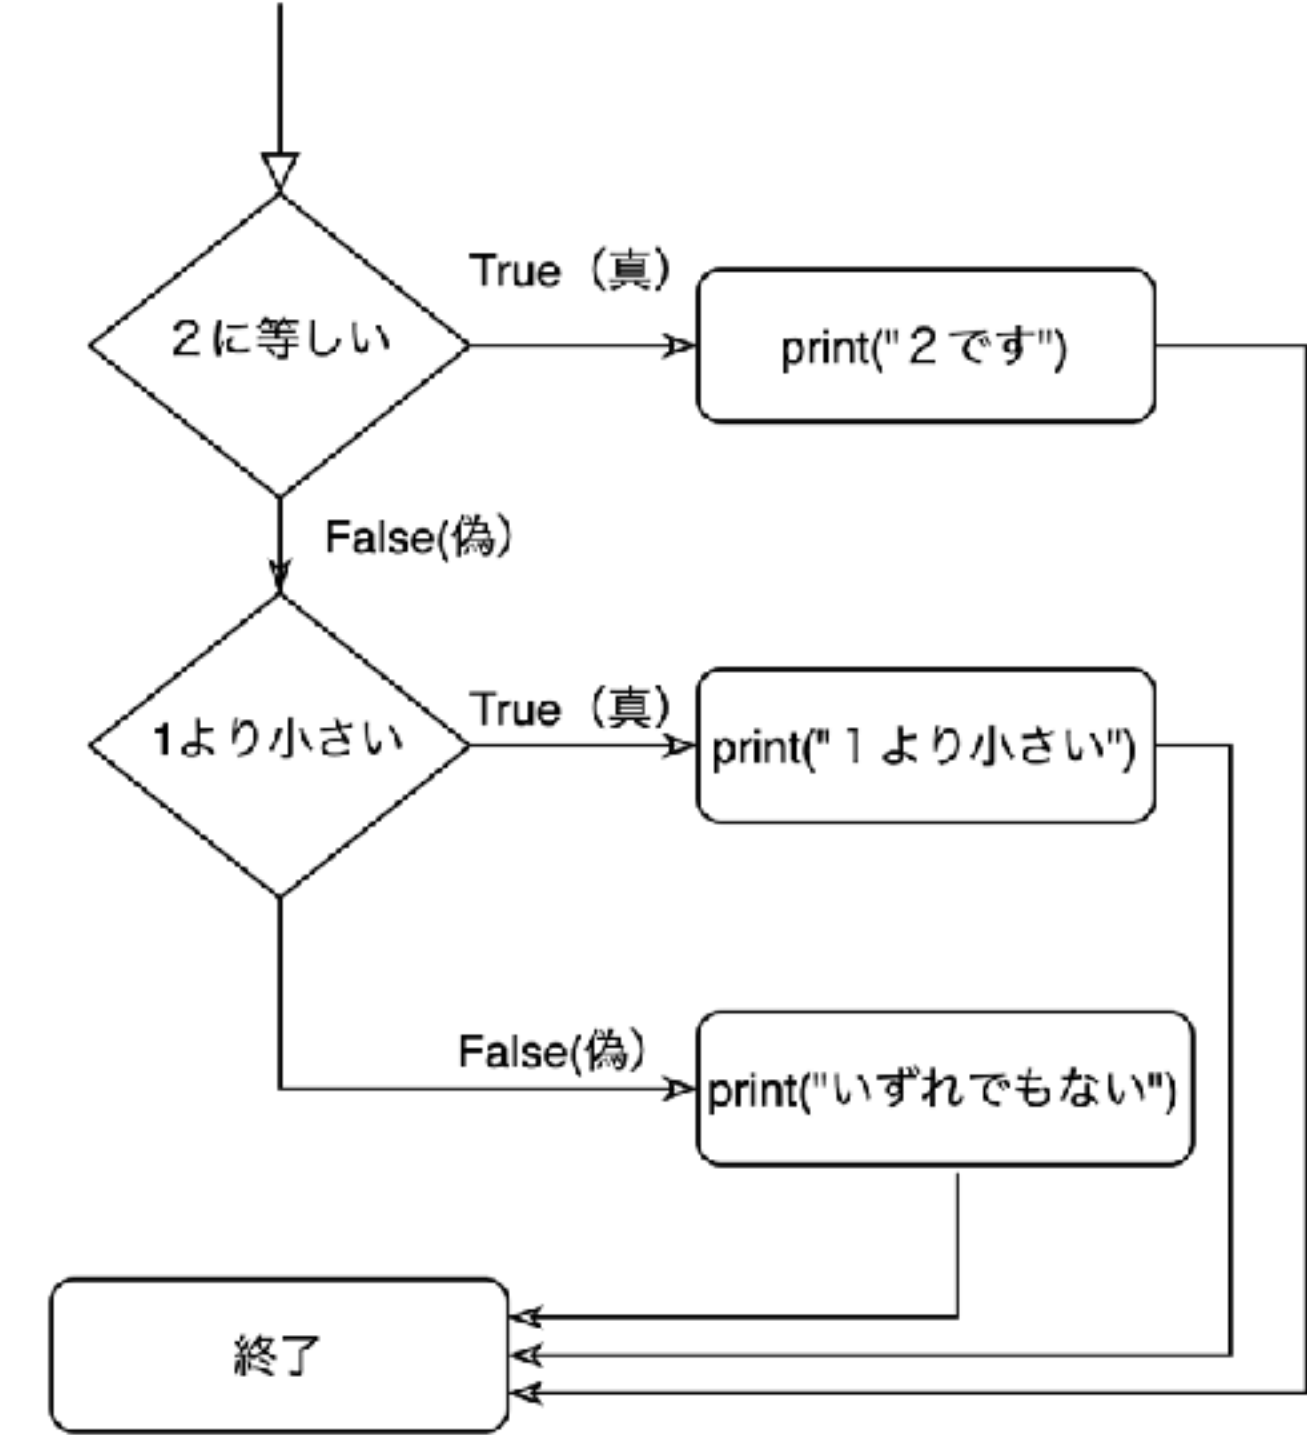 True（真）
２に等しい
print("２です")
False(偽）
True（真）
1より小さい
print("１より小さい")
False(偽）
print("いずれでもない")
終了